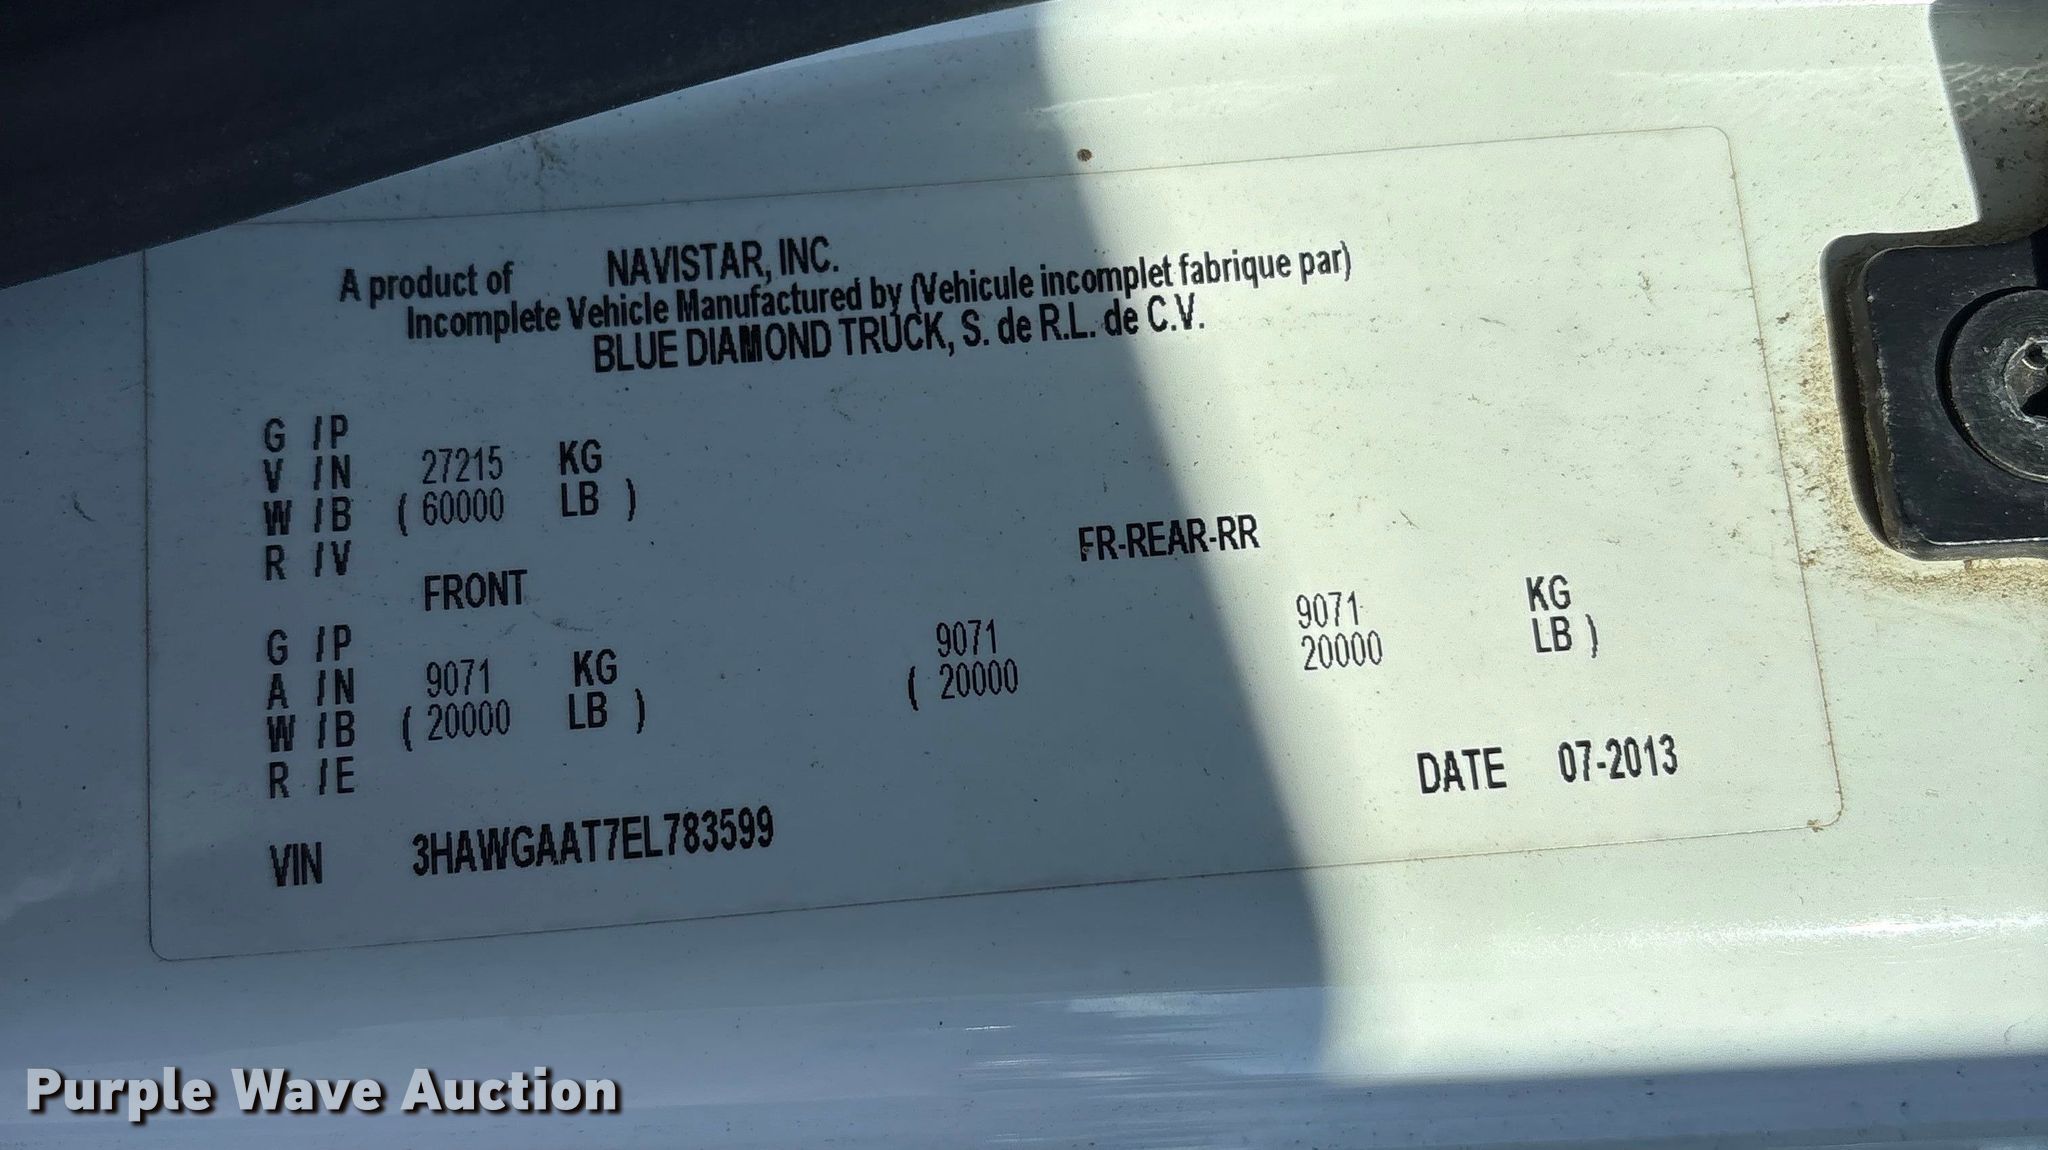 A product of NAVISTAR, INC.
Incomplete Vehicle Manufactured by (Vehicule incomplet fabrique par)
BLUE DIAMOND TRUCK, S. de R.L. de C.V.
G /P
V /N 27215 KG
W /B ( 60000 LB )
R /V
FRONT FR-REAR-RR
G /P
A /N 9071 KG 9071 9071 KG
W /B ( 20000 LB ) ( 20000 20000 LB )
R /E
DATE 07-2013
VIN 3HAWGAAT7EL783599
Purple Wave Auction